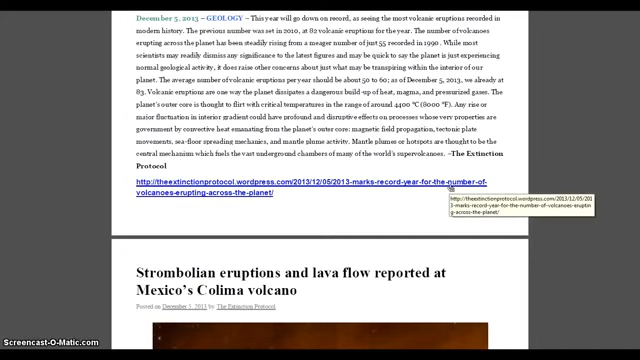 December 5, 2013 – GEOLOGY – This year will go down on record, as seeing the most volcanic eruptions recorded in
modern history. The previous number was set in 2010, at 82 volcanic eruptions for the year. The number of volcanoes
erupting across the planet has been steadily rising from a meager number of just 55 recorded in 1990. While most
scientists may readily dismiss any significance to the latest figures and may be quick to say the planet is just experiencing
normal geological activity, it does raise other concerns about just what may be transpiring within the interior of our
planet. The average number of volcanic eruptions per year should be about 50 to 60; as of December 5, 2013, we already at
83. Volcanic eruptions are one way the planet dissipates a dangerous build-up of heat, magma, and pressurized gases. The
planet's outer core is thought to flirt with critical temperatures in the range of around 4400 °C (8000 °F). Any rise or
major fluctuation in interior gradient could have profound and disruptive effects on processes whose very properties are
government by convective heat emanating from the planet's outer core: magnetic field propagation, tectonic plate
movements, sea-floor spreading mechanics, and mantle plume activity. Mantle plumes or hotspots are thought to be the
central mechanism which fuels the vast underground chambers of many of the world's supervolcanoes. –The Extinction
Protocol
http://theextinctionprotocol.wordpress.com/2013/12/05/2013-marks-record-year-for-the-number-of-
volcanoes-erupting-across-the-planet/
http://theextinctionprotocol.wordpress.com/2013/12/05/201
3-marks-record-year-for-the-number-of-volcanoes-eruptin
g-across-the-planet/
Strombolian eruptions and lava flow reported at
Mexico's Colima volcano
Posted on December 5, 2013 by The Extinction Protocol
Screencast-O-Matic.com